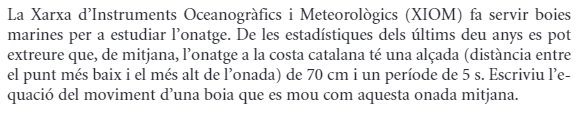 La Xarxa d’Instruments Oceanogràfics i Meteorològics (XIOM) fa servir boies
marines per a estudiar l’onatge. De les estadístiques dels últims deu anys es pot
extreure que, de mitjana, l’onatge a la costa catalana té una alçada (distància entre
el punt més baix i el més alt de l’onada) de 70 cm i un període de 5 s. Escriviu l’e-
quació del moviment d’una boia que es mou com aquesta onada mitjana.